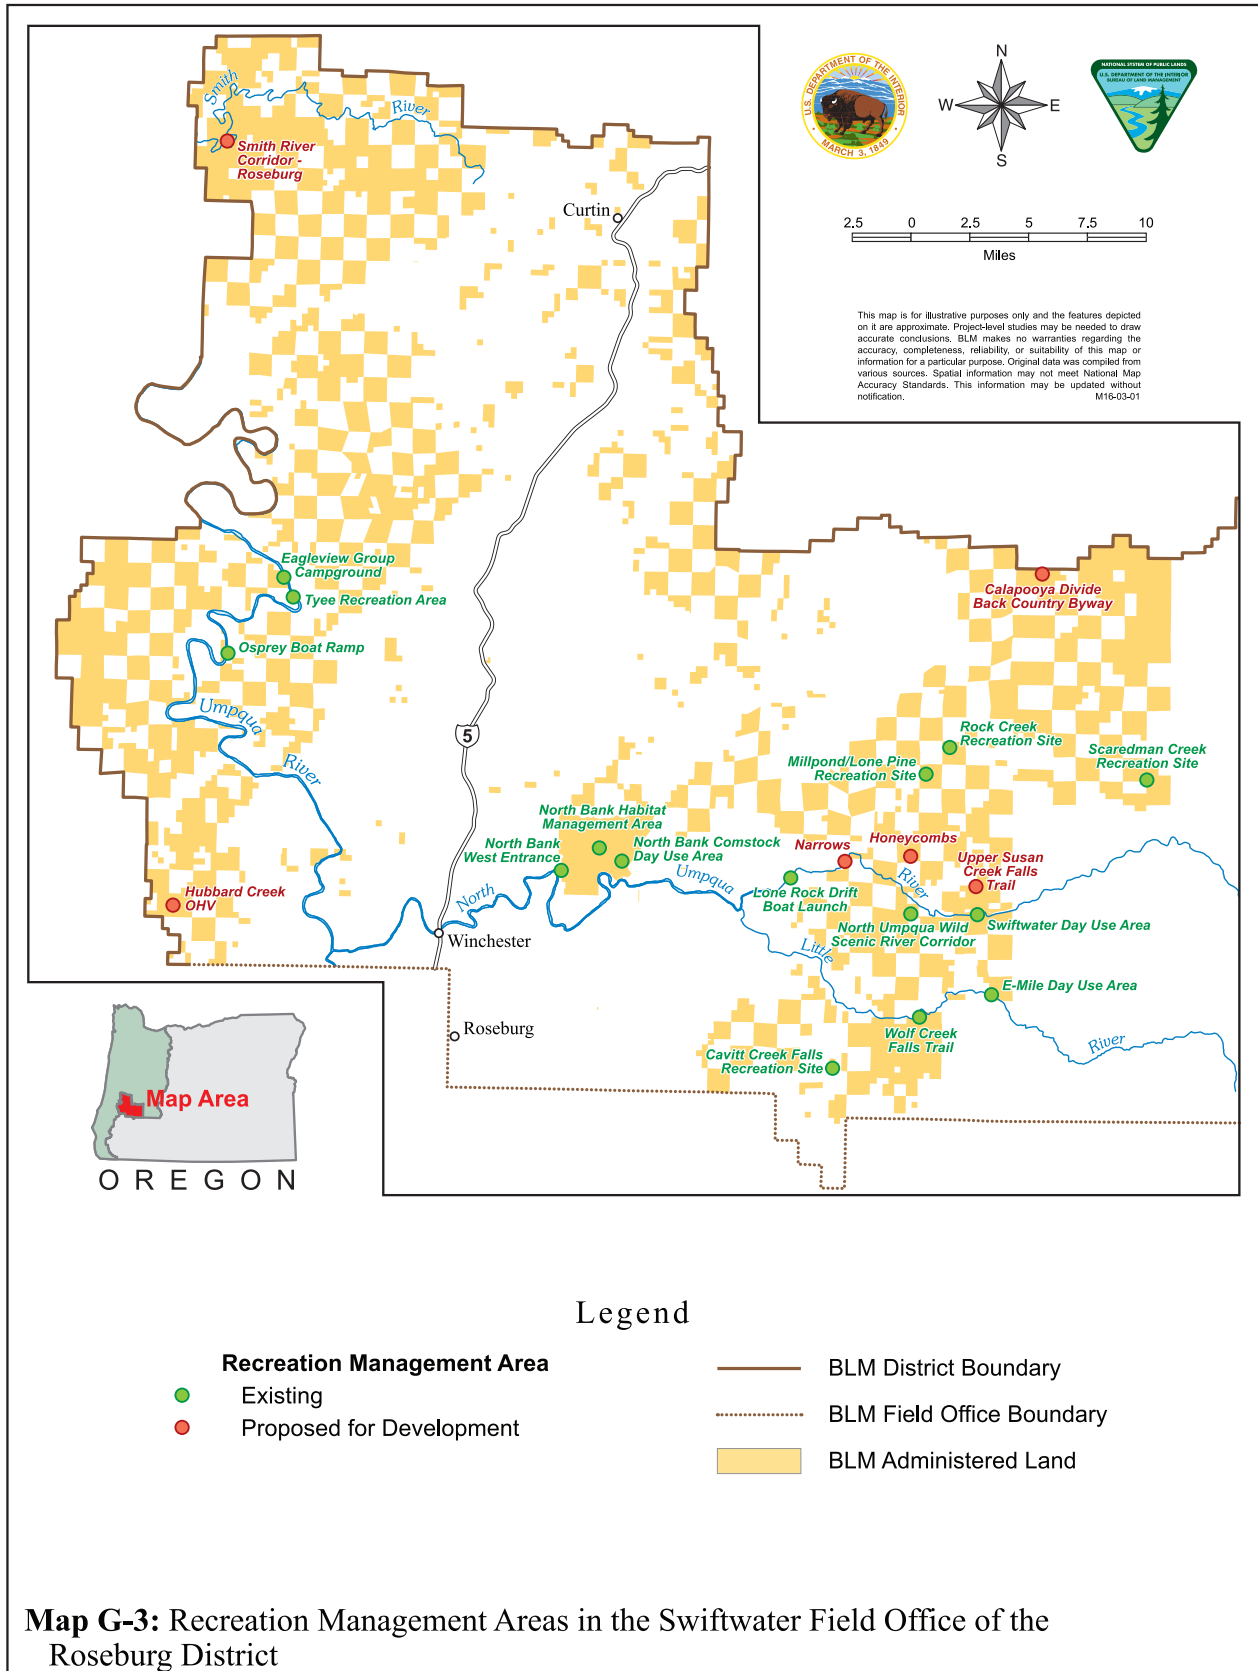 U.S. DEPARTMENT OF THE INTERIOR
MARCH 3, 1849
N
W
E
S
NATIONAL SYSTEM OF PUBLIC LANDS
U.S. DEPARTMENT OF THE INTERIOR
BUREAU OF LAND MANAGEMENT
2.5 0 2.5 5 7.5 10
Miles
This map is for illustrative purposes only and the features depicted
on it are approximate. Project-level studies may be needed to draw
accurate conclusions. BLM makes no warranties regarding the
accuracy, completeness, reliability, or suitability of this map or
information for a particular purpose. Original data was compiled from
various sources. Spatial information may not meet National Map
Accuracy Standards. This information may be updated without
notification. M16-03-01
Smith
River
Smith River
Corridor -
Roseburg
Curtin
Eagleview Group
Campground
Tyee Recreation Area
Osprey Boat Ramp
Umpqua
River
5
Calapooya Divide
Back Country Byway
Rock Creek
Recreation Site
Scaredman Creek
Recreation Site
Millpond/Lone Pine
Recreation Site
North Bank Habitat
Management Area
North Bank
West Entrance
North Bank Comstock
Day Use Area
Narrows
Honeycombs
Upper Susan
Creek Falls
Trail
Hubbard Creek
OHV
North
Umpqua
River
Lone Rock Drift
Boat Launch
North Umpqua Wild
Scenic River Corridor
Swiftwater Day Use Area
Winchester
Little
River
E-Mile Day Use Area
Wolf Creek
Falls Trail
Cavitt Creek Falls
Recreation Site
Roseburg
Map Area
OREGON
Legend
Recreation Management Area
Existing
Proposed for Development
BLM District Boundary
BLM Field Office Boundary
BLM Administered Land
Map G-3: Recreation Management Areas in the Swiftwater Field Office of the
Roseburg District